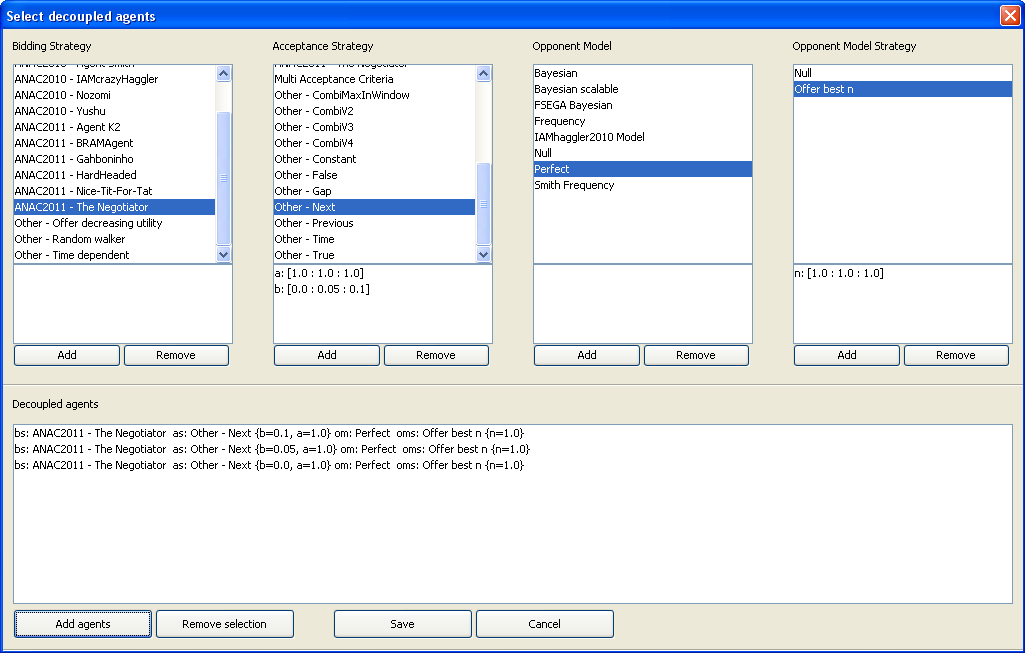 Select decoupled agents
Bidding Strategy
ANAC2010 - Agent Smith
ANAC2010 - IAMcrazyHaggler
ANAC2010 - Nozomi
ANAC2010 - Yushu
ANAC2011 - Agent K2
ANAC2011 - BRAMAgent
ANAC2011 - Gahboninho
ANAC2011 - HardHeaded
ANAC2011 - Nice-Tit-For-Tat
ANAC2011 - The Negotiator
Other - Offer decreasing utility
Other - Random walker
Other - Time dependent
Add
Remove
Acceptance Strategy
ANAC2011 - The Negotiator
Multi Acceptance Criteria
Other - CombiMaxInWindow
Other - CombiV2
Other - CombiV3
Other - CombiV4
Other - Constant
Other - False
Other - Gap
Other - Next
Other - Previous
Other - Time
Other - True
a: [1.0 : 1.0 : 1.0]
b: [0.0 : 0.05 : 0.1]
Add
Remove
Opponent Model
Bayesian
Bayesian scalable
FSEGA Bayesian
Frequency
IAMhaggler2010 Model
Null
Perfect
Smith Frequency
Add
Remove
Opponent Model Strategy
Null
Offer best n
n: [1.0 : 1.0 : 1.0]
Add
Remove
Decoupled agents
bs: ANAC2011 - The Negotiator as: Other - Next {b=0.1, a=1.0} om: Perfect oms: Offer best n {n=1.0}
bs: ANAC2011 - The Negotiator as: Other - Next {b=0.05, a=1.0} om: Perfect oms: Offer best n {n=1.0}
bs: ANAC2011 - The Negotiator as: Other - Next {b=0.0, a=1.0} om: Perfect oms: Offer best n {n=1.0}
Add agents
Remove selection
Save
Cancel